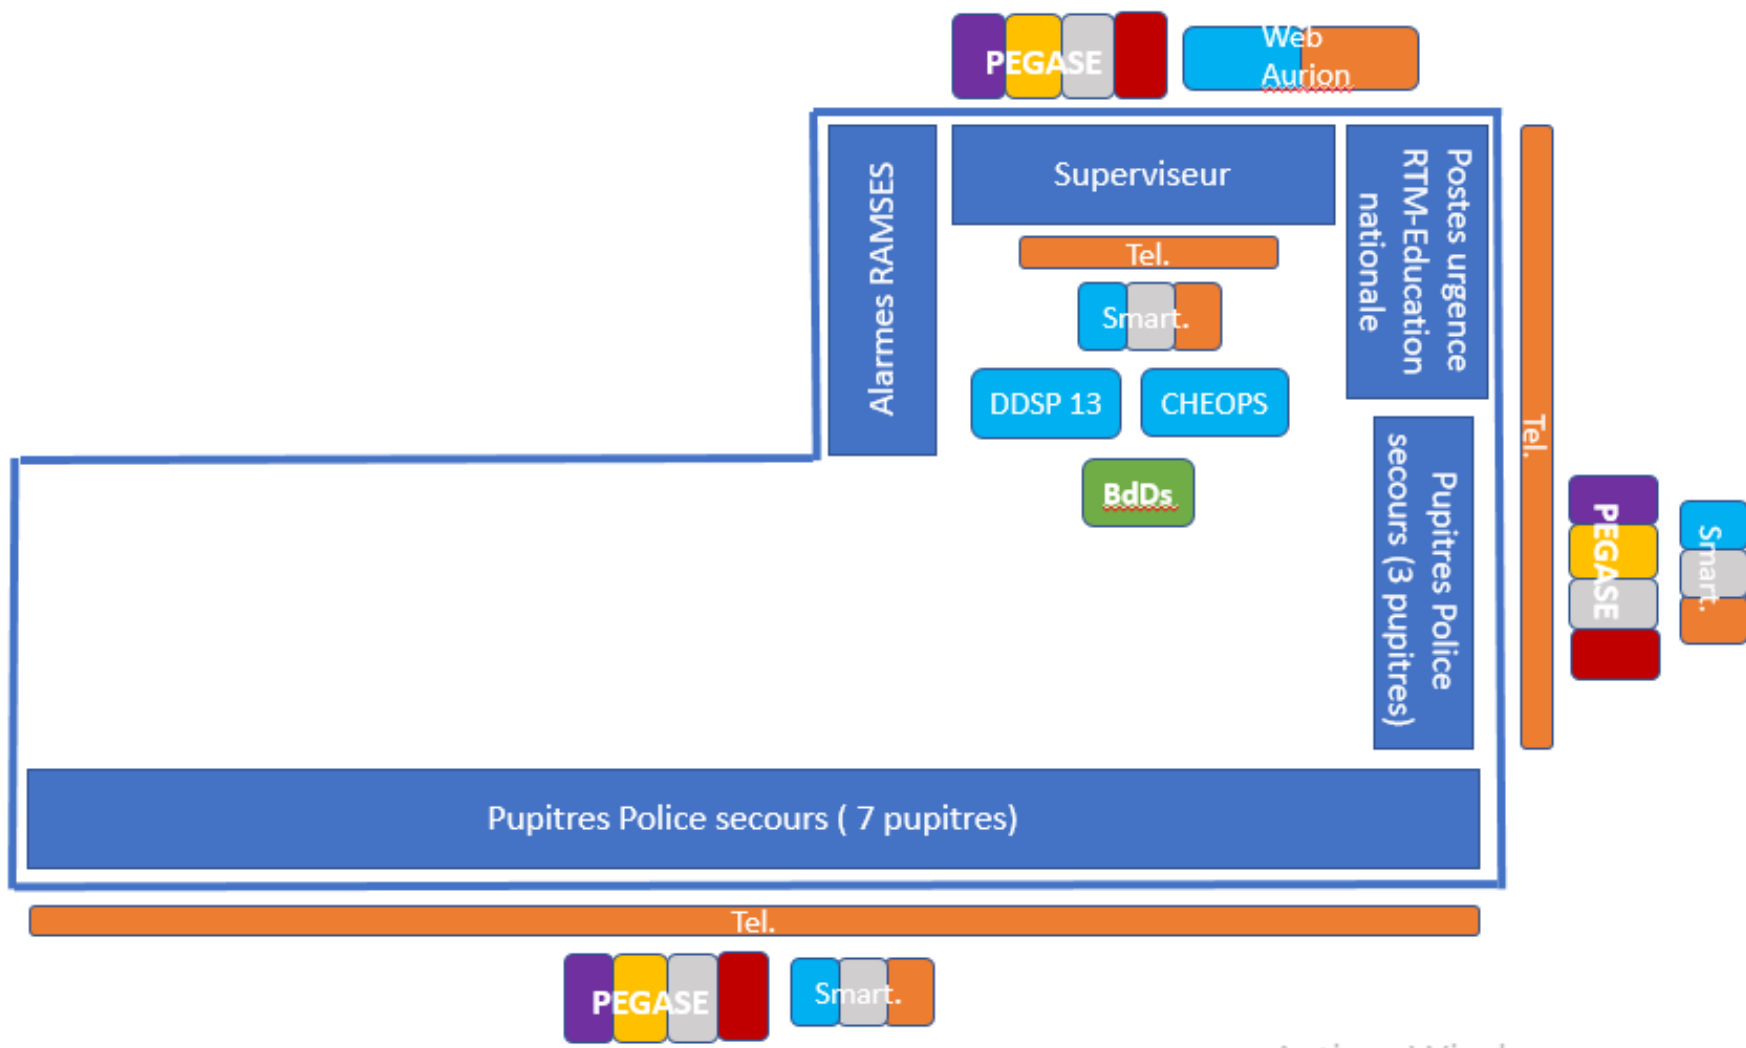 PEGASE
Web
Aurion
Alarmes RAMSES
Superviseur
Postes urgence
RTM-Education
nationale
Tel.
Smart.
DDSP 13
CHEOPS
BdDs
Pupitres Police
secours (3 pupitres)
Tel.
PEGASE
Smart.
Pupitres Police secours ( 7 pupitres)
Tel.
PEGASE
Smart.